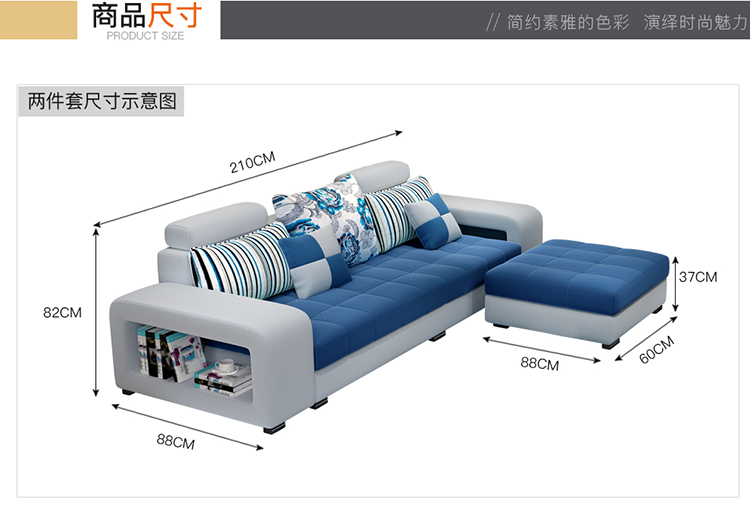 商品尺寸
PRODUCT SIZE
// 简约素雅的色彩 演绎时尚魅力
两件套尺寸示意图
210CM
82CM
37CM
88CM
60CM
88CM